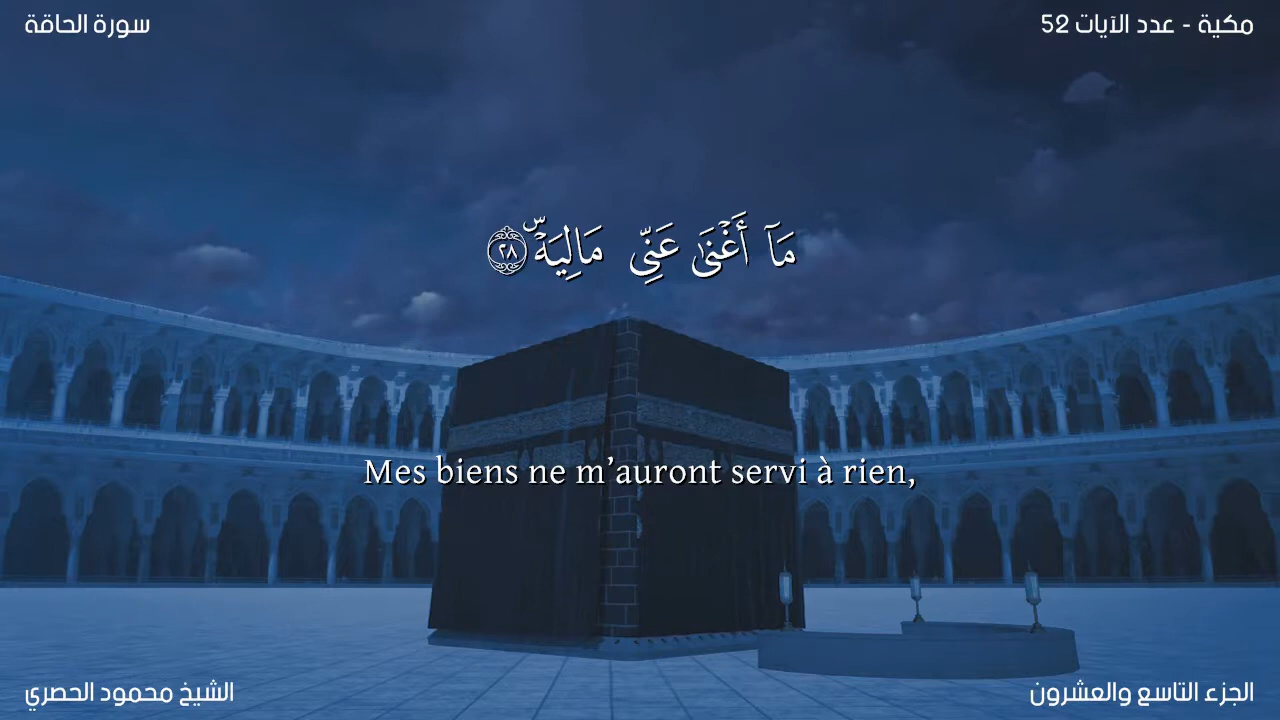 مكية - عدد الآيات 52
سورة الحاقة
مَآ أَغْنَىٰ عَنِّى مَالِيَهْ ۜ ٢٨
Mes biens ne m’auront servi à rien,
الجزء التاسع والعشرون
الشيخ محمود الحصري